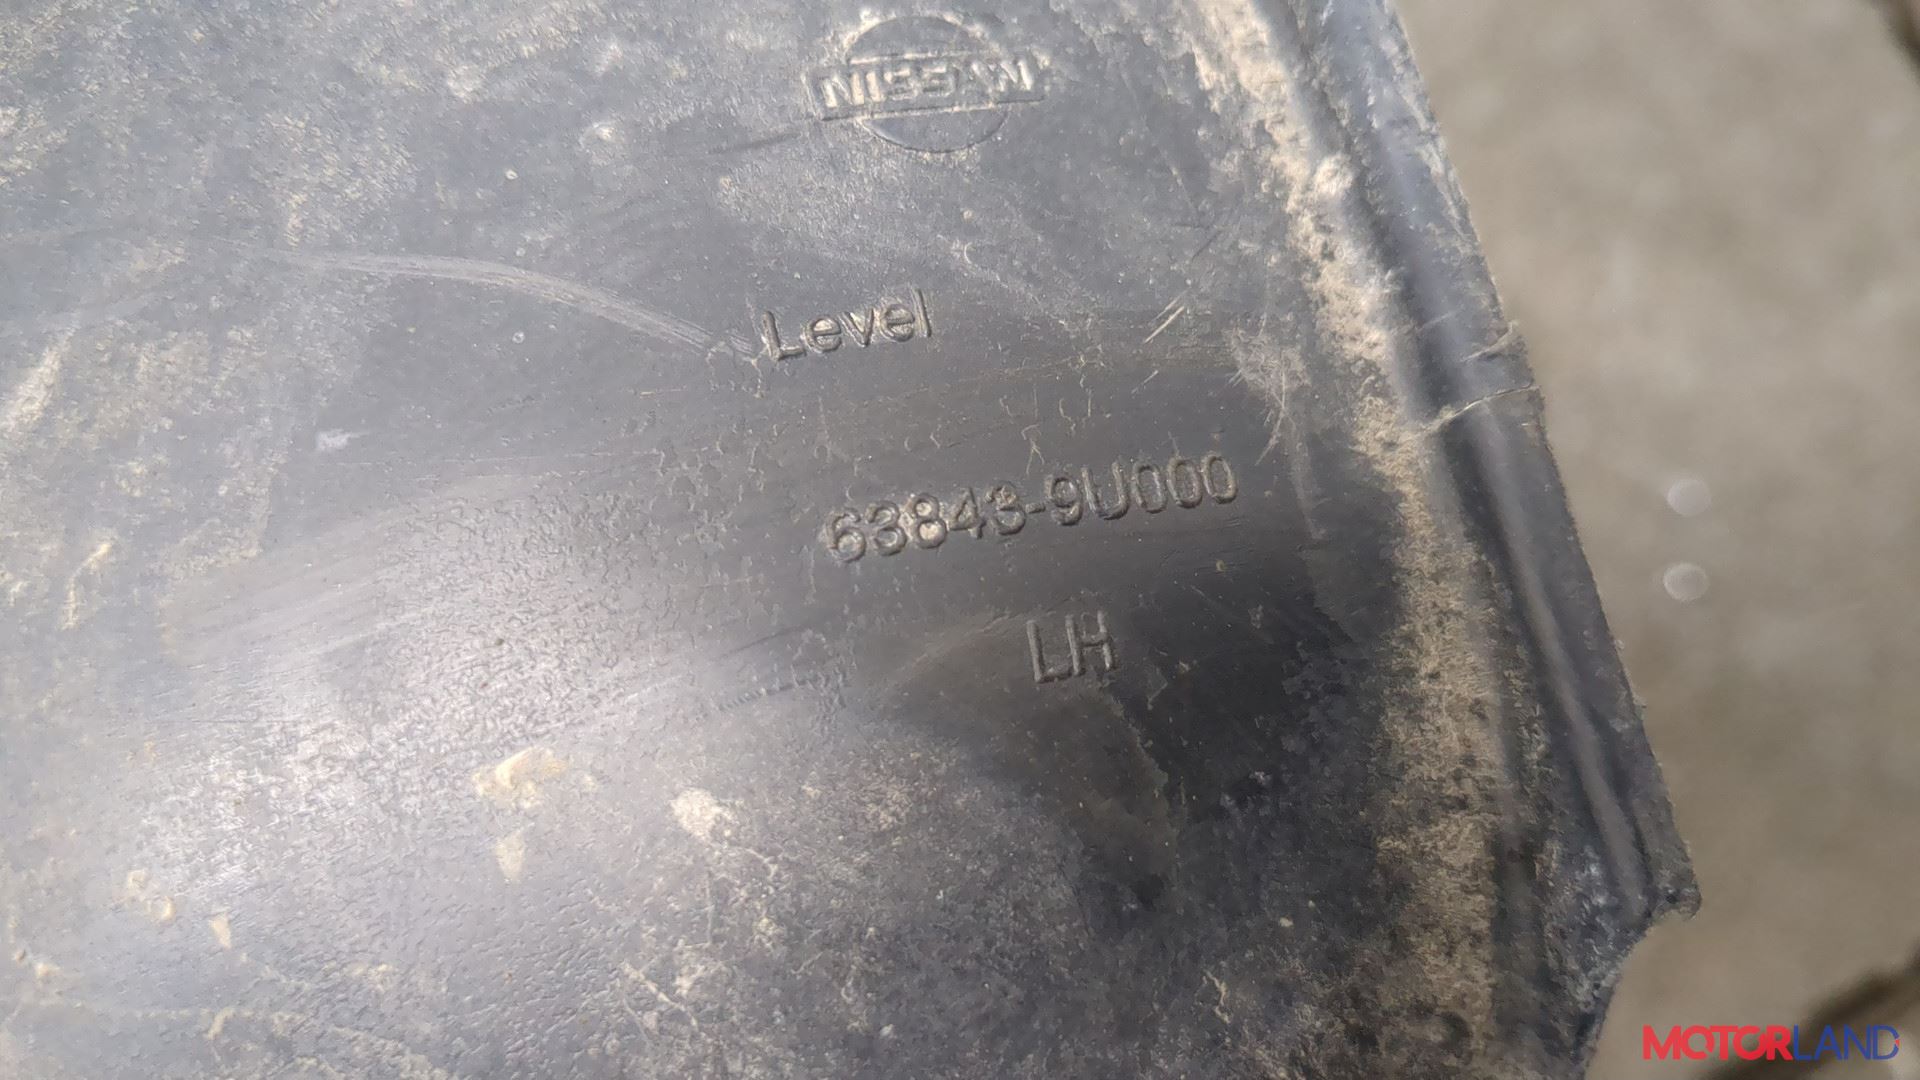 NISSAN
Level
63843-9U000
LH
MOTORLAND